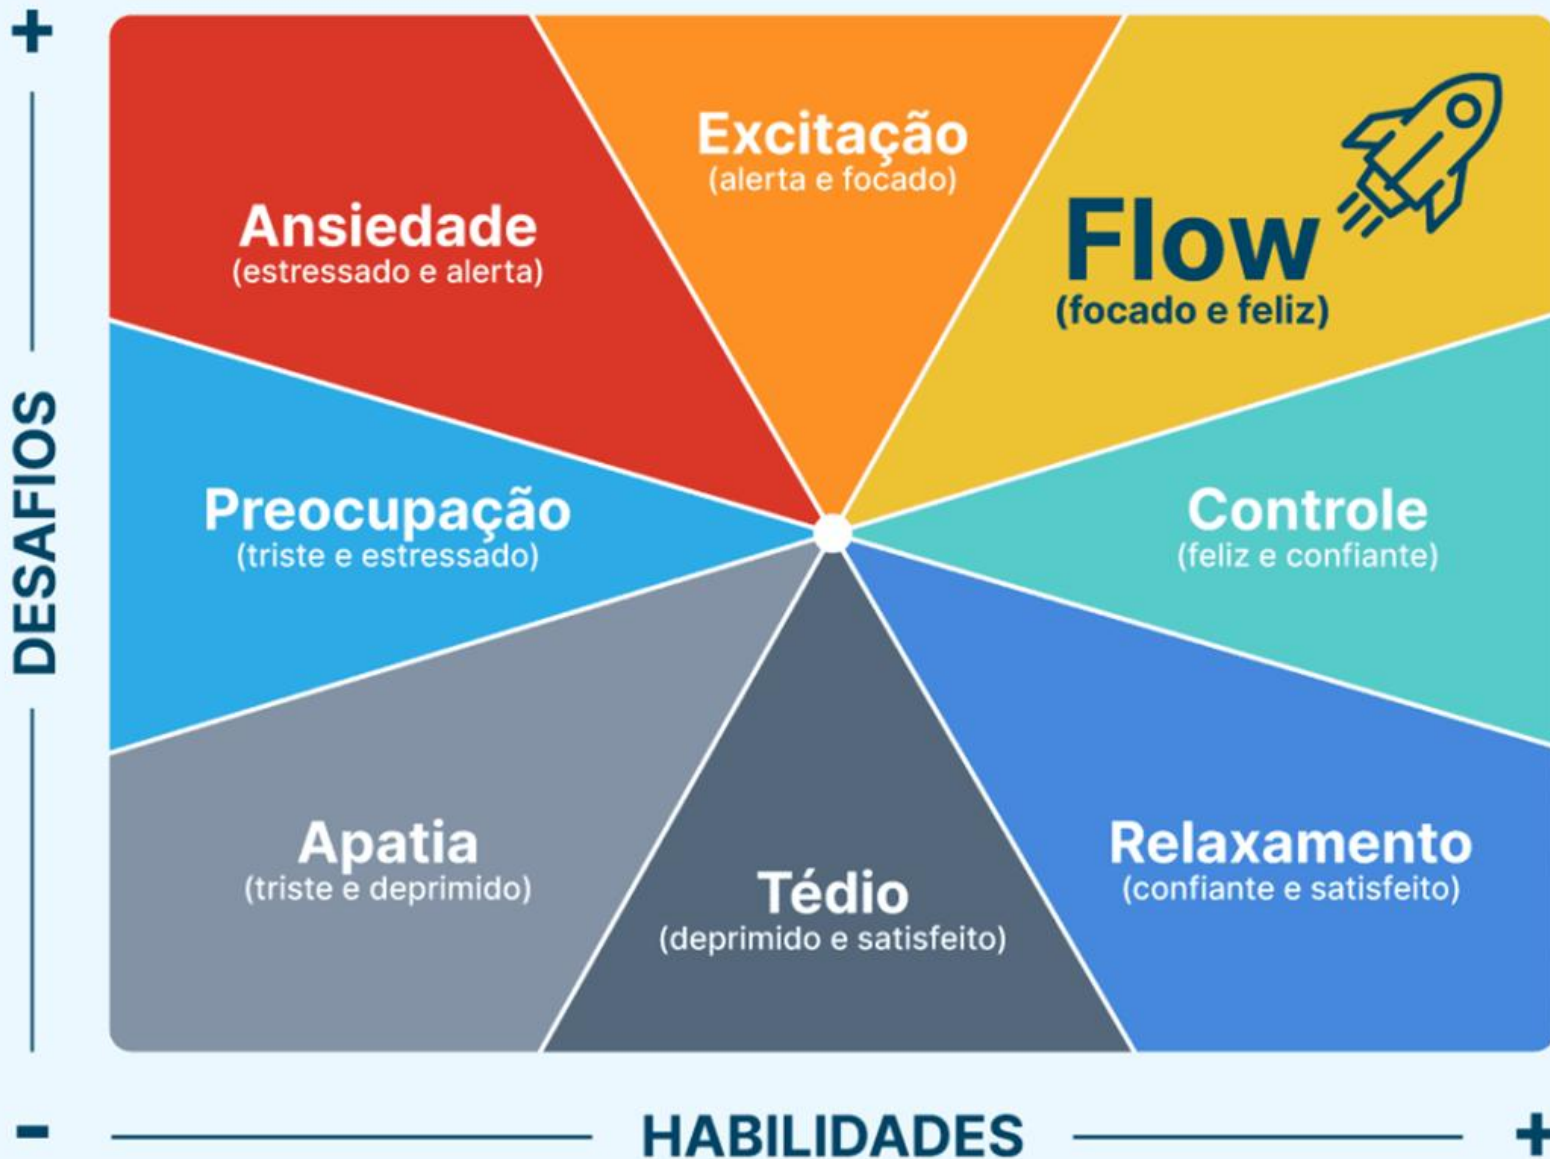 +
Excitação
(alerta e focado)
Flow
(focado e feliz)
Ansiedade
(estressado e alerta)
DESAFIOS
Preocupação
(triste e estressado)
Controle
(feliz e confiante)
Apatia
(triste e deprimido)
Tédio
(deprimido e satisfeito)
Relaxamento
(confiante e satisfeito)
-
HABILIDADES
+